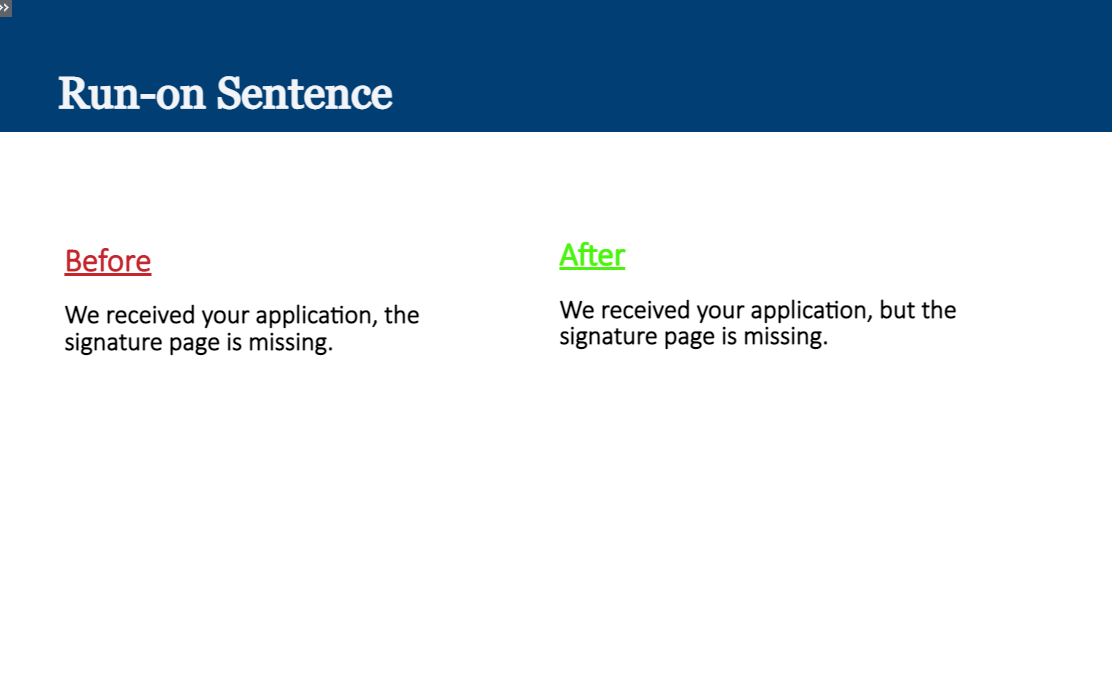 Run-on Sentence
Before
We received your application, the
signature page is missing.
After
We received your application, but the
signature page is missing.